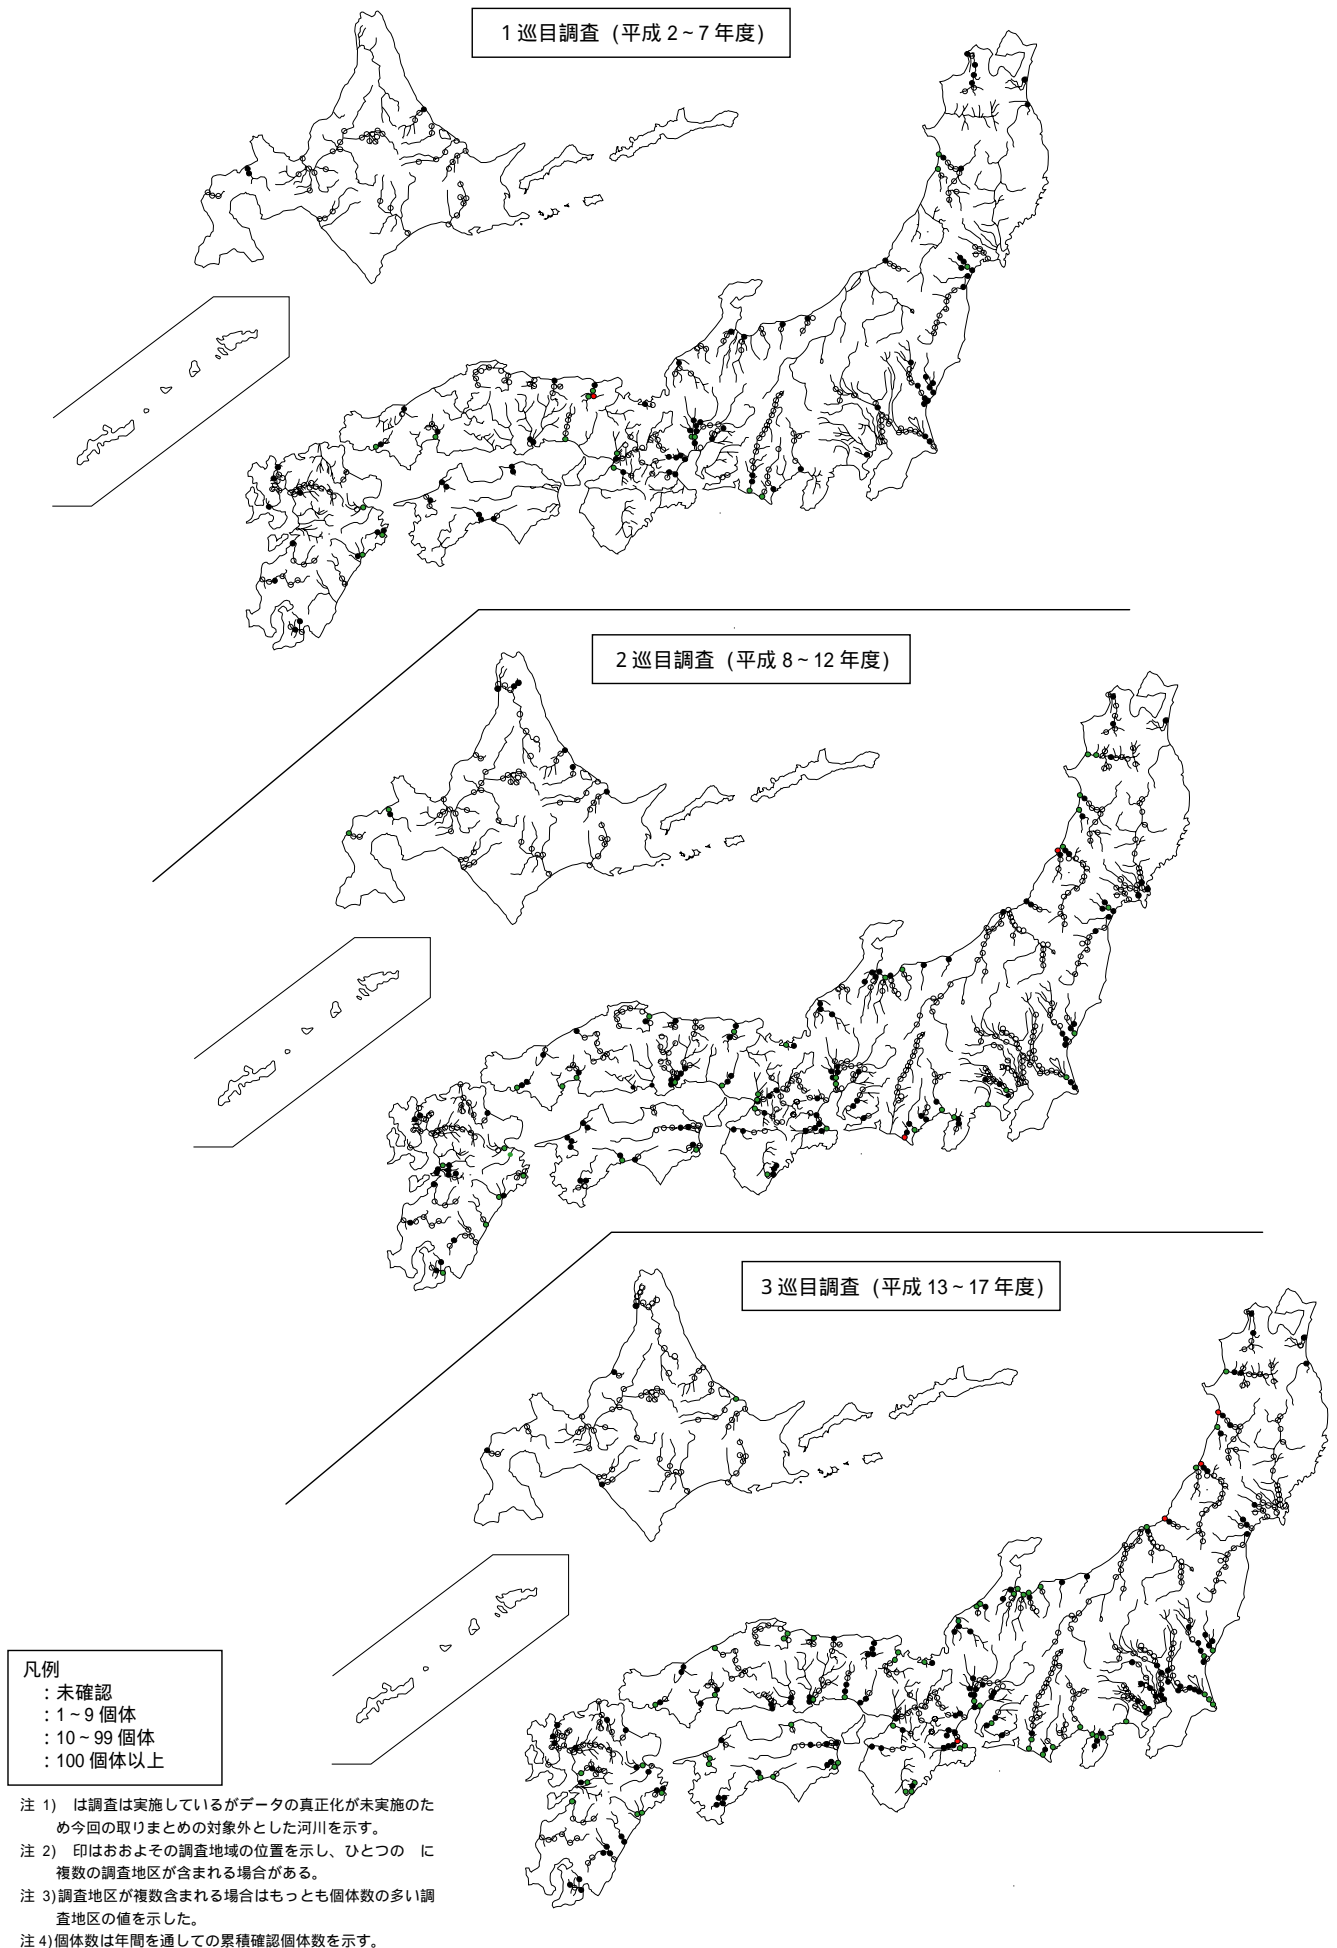 1巡目調査（平成 2~7 年度）
2巡目調査（平成 8~12 年度）
3巡目調査（平成 13~17 年度）
凡例
：未確認
：1~9 個体
：10~99 個体
：100 個体以上
注 1)　は調査は実施しているがデータの真正化が未実施のた
め今回の取りまとめの対象外とした河川を示す。
注 2)　印はおおよその調査地域の位置を示し、ひとつの　に
複数の調査地区が含まれる場合がある。
注 3)調査地区が複数含まれる場合はもっとも個体数の多い調
査地区の値を示した。
注 4)個体数は年間を通しての累積確認個体数を示す。